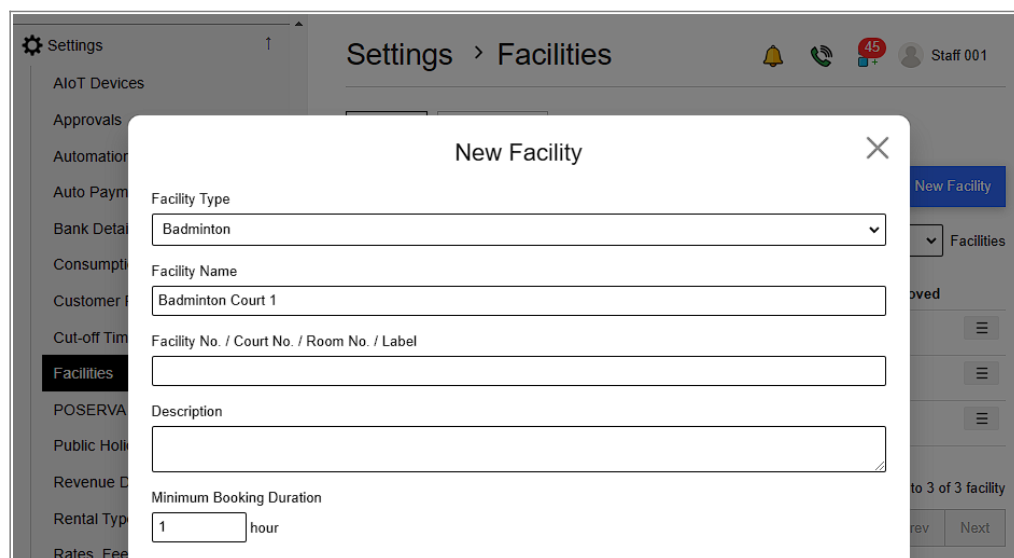 Settings ↑
Settings > Facilities
45
Staff 001
AIoT Devices
Approvals
Automation
Auto Paym
Bank Detai
Consumpti
Customer
Cut-off Tim
Facilities
POSERVA
Public Holi
Revenue D
Rental Typ
Rates, Fee
New Facility
Facility Type
Badminton
Facility Name
Badminton Court 1
Facility No. / Court No. / Room No. / Label
Description
Minimum Booking Duration
1 hour
New Facility
Facilities
oved
to 3 of 3 facility
rev Next